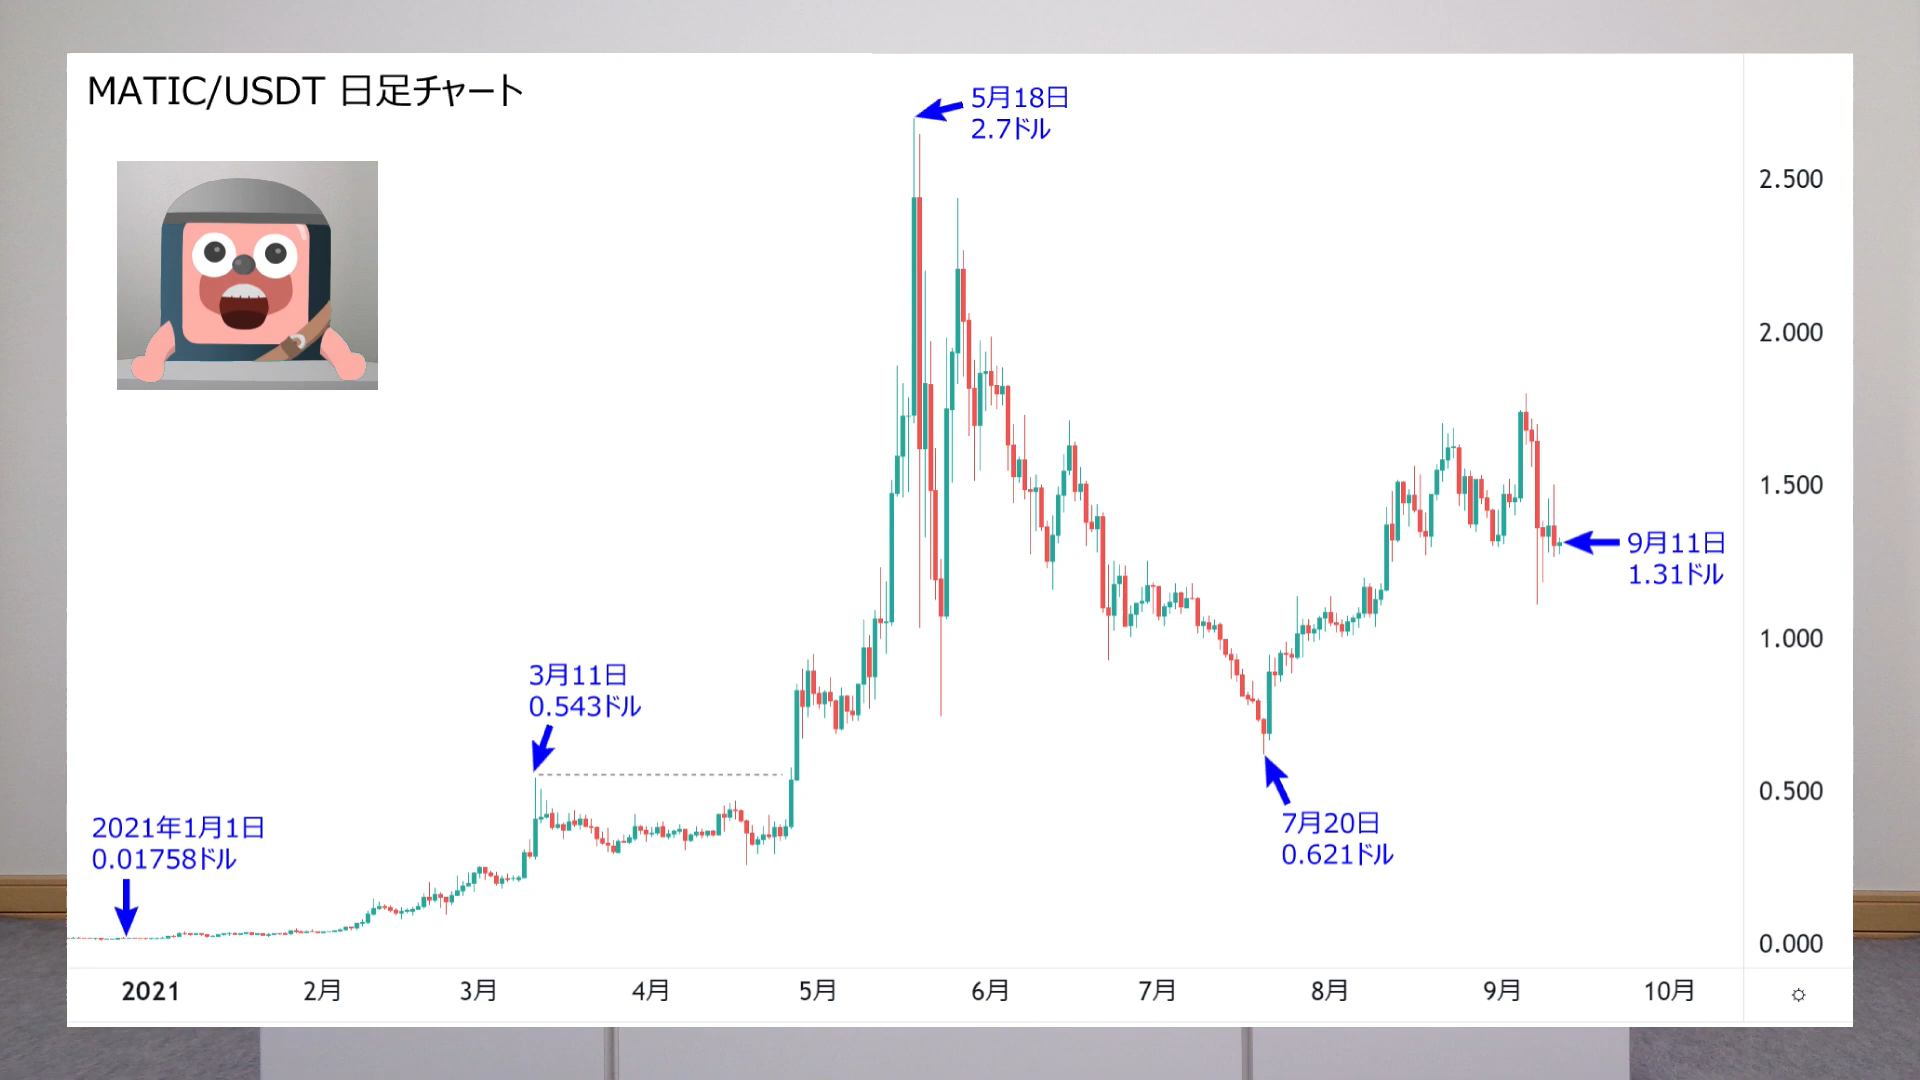 MATIC/USDT 日足チャート
5月18日
2.7ドル
2.500
2.000
1.500
9月11日
1.31ドル
1.000
3月11日
0.543ドル
0.500
2021年1月1日
0.01758ドル
7月20日
0.621ドル
0.000
2021 2月 3月 4月 5月 6月 7月 8月 9月 10月